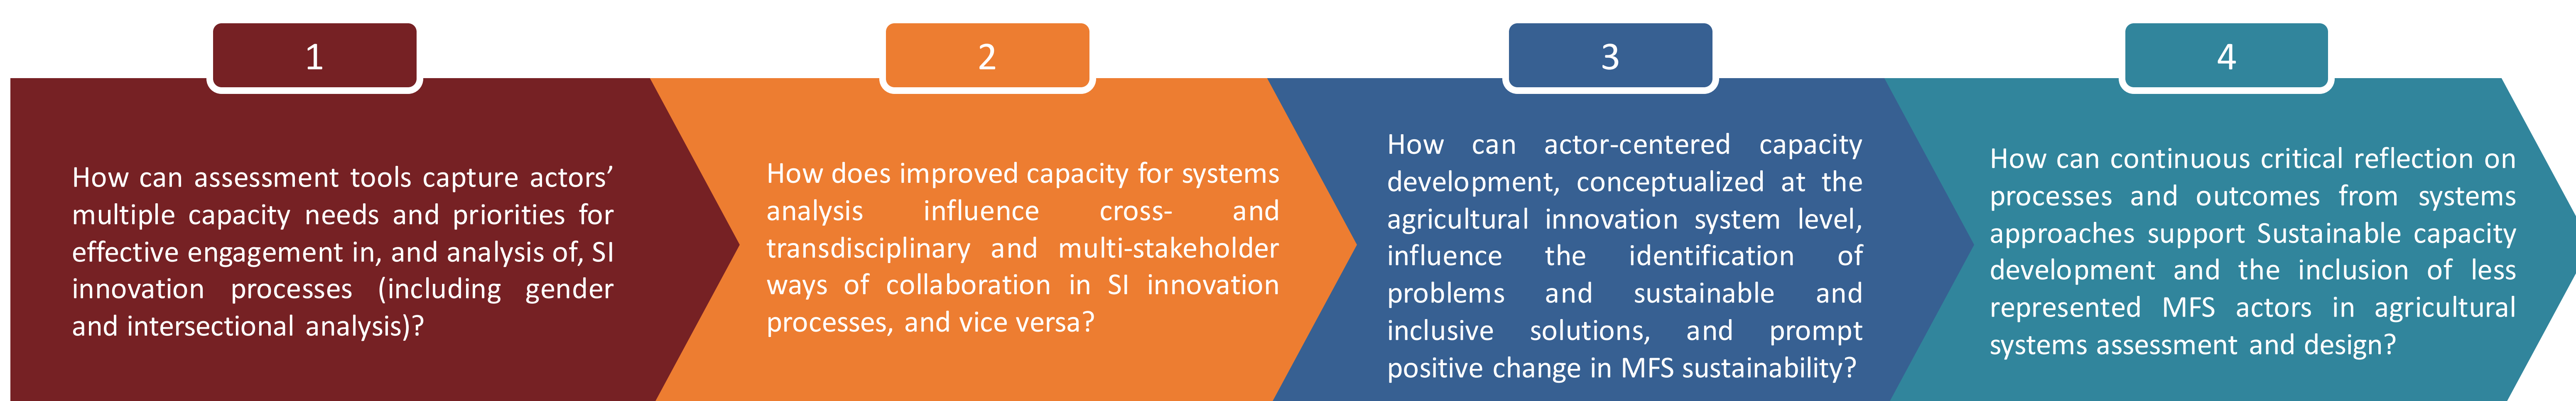 1
How can assessment tools capture actors’
multiple capacity needs and priorities for
effective engagement in, and analysis of, SI
innovation processes (including gender
and intersectional analysis)?
2
How does improved capacity for systems
analysis influence cross- and
transdisciplinary and multi-stakeholder
ways of collaboration in SI innovation
processes, and vice versa?
3
How can actor-centered capacity
development, conceptualized at the
agricultural innovation system level,
influence the identification of
problems and sustainable and
inclusive solutions, and prompt
positive change in MFS sustainability?
4
How can continuous critical reflection on
processes and outcomes from systems
approaches support Sustainable capacity
development and the inclusion of less
represented MFS actors in agricultural
systems assessment and design?